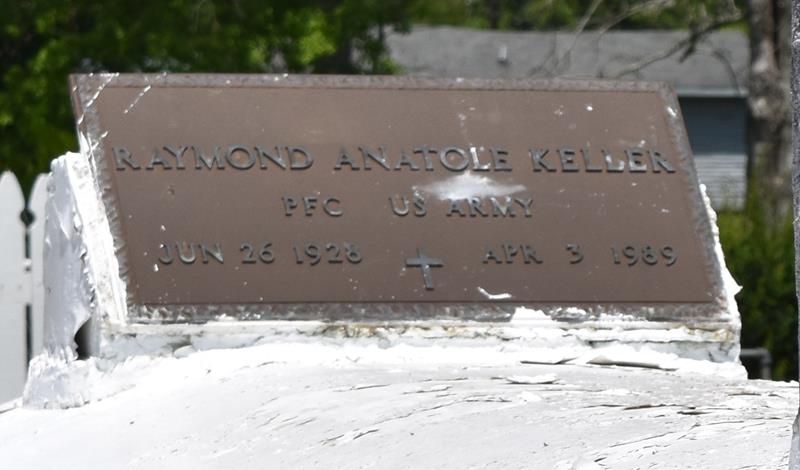 RAYMOND ANATOLE KELLER
PFC US ARMY
JUN 26 1928 APR 3 1989